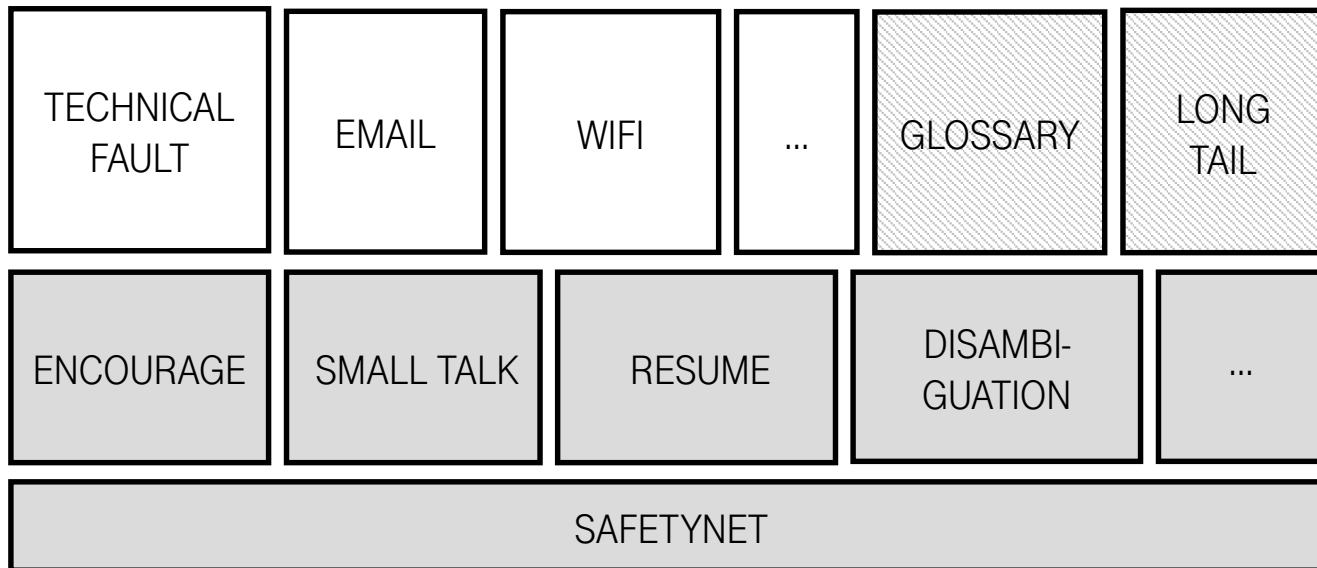 TECHNICAL
FAULT
EMAIL
WIFI
...
GLOSSARY
LONG
TAIL
ENCOURAGE
SMALL TALK
RESUME
DISAMBI-
GUATION
...
SAFETYNET